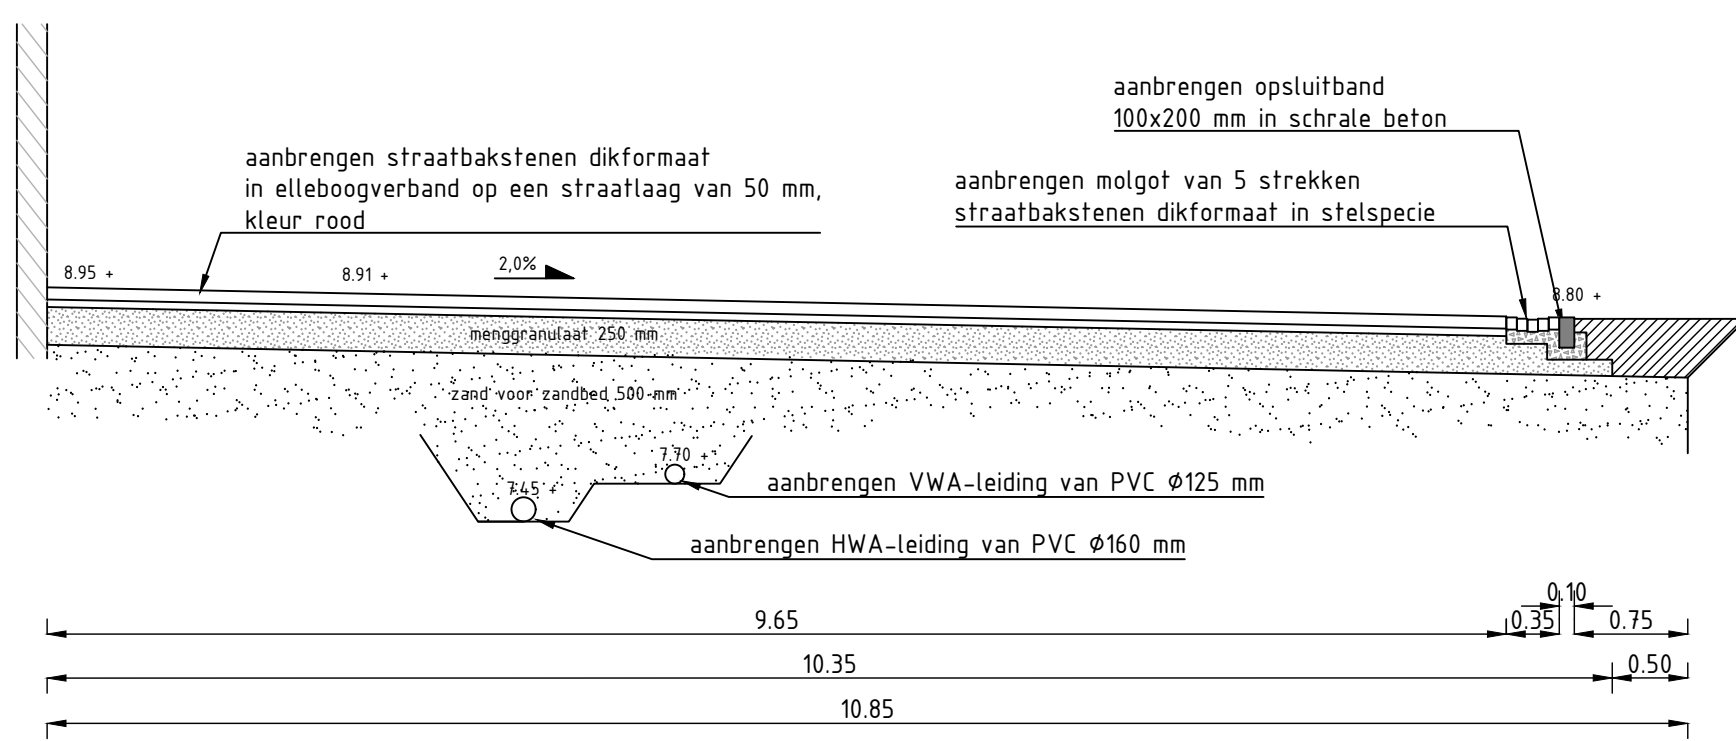 aanbrengen opsluitband
100x200 mm in schrale beton
aanbrengen straatbakstenen dikformaat
in elleboogverband op een straatlaag van 50 mm,
kleur rood
aanbrengen molgot van 5 strekken
straatbakstenen dikformaat in stelspecie
8.95 +
8.91 +
2,0%
8.80 +
menggranulaat 250 mm
zand voor zandbed 500 mm
7.70 +
7.45 +
aanbrengen VWA-leiding van PVC Ø125 mm
aanbrengen HWA-leiding van PVC Ø160 mm
0.10
9.65
0.35
0.75
10.35
0.50
10.85